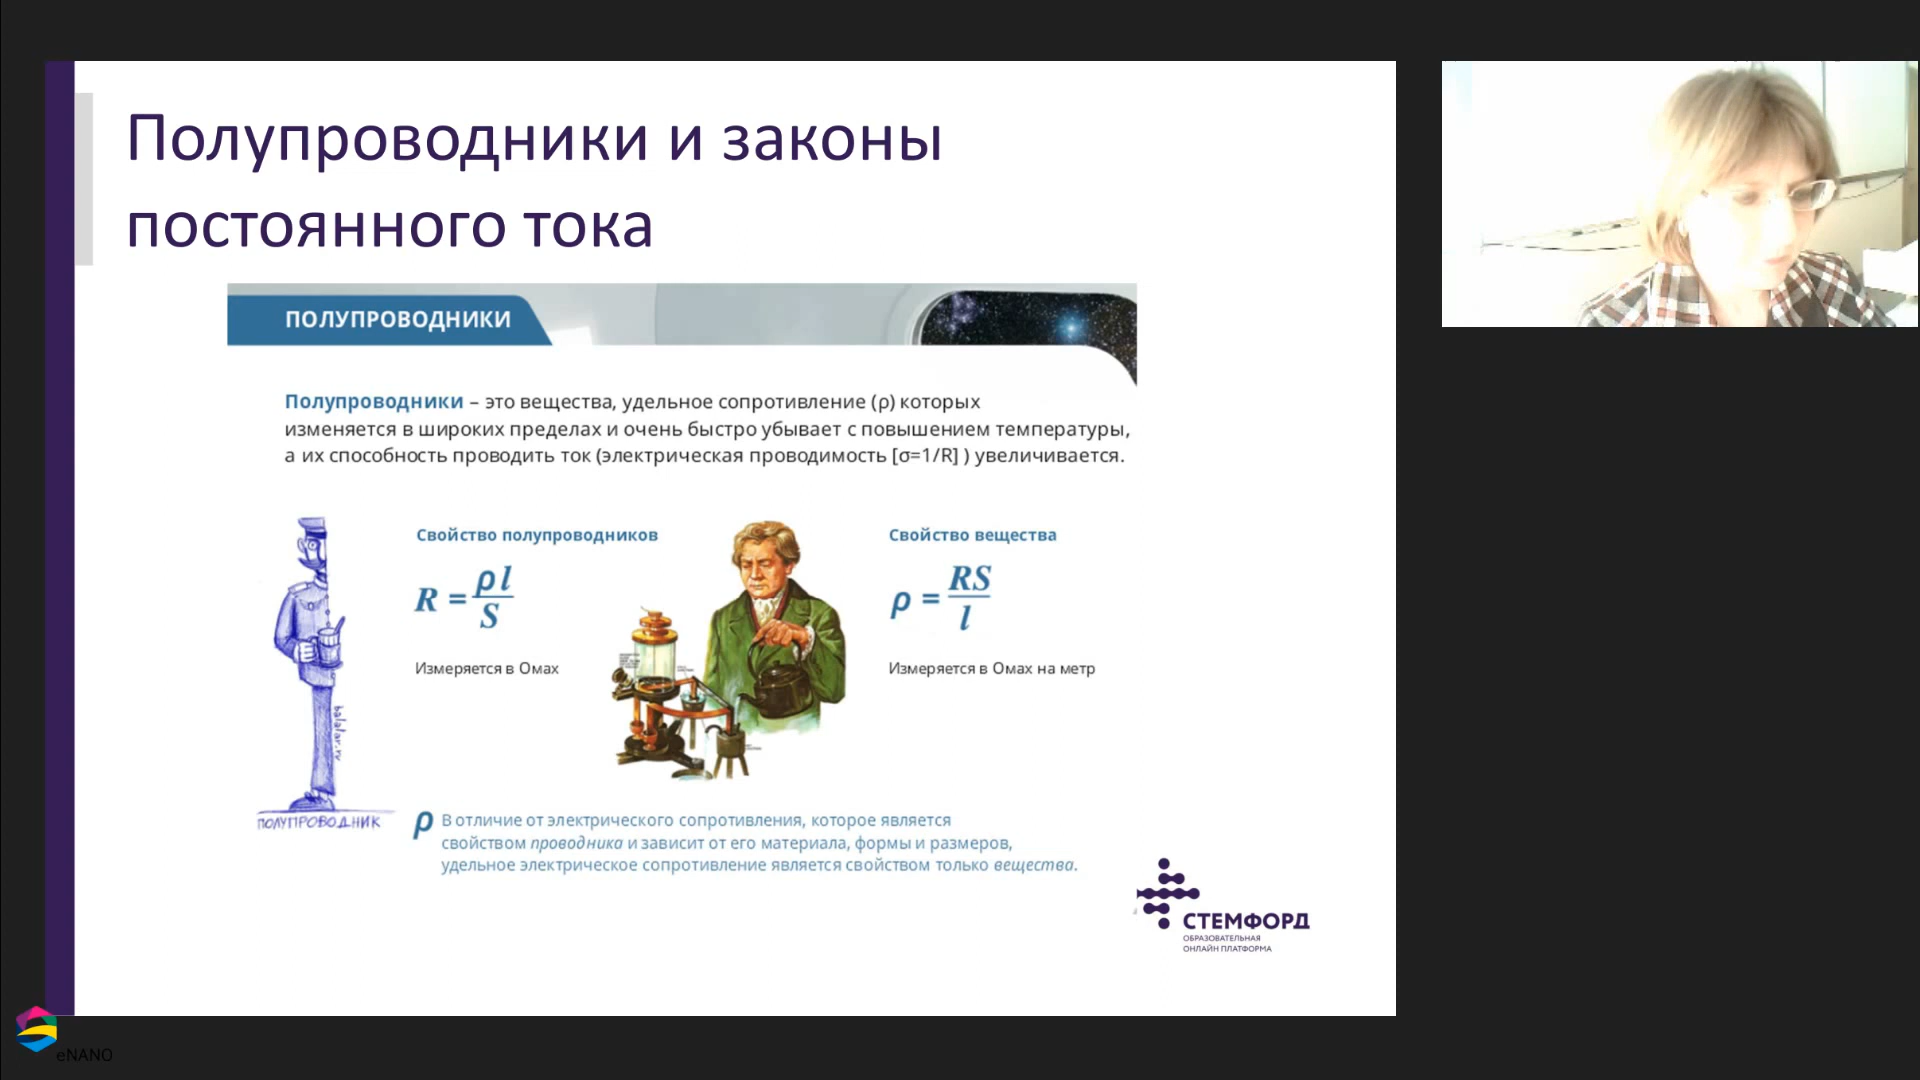 Полупроводники и законы
постоянного тока
ПОЛУПРОВОДНИКИ
Полупроводники – это вещества, удельное сопротивление (ρ) которых
изменяется в широких пределах и очень быстро убывает с повышением температуры,
а их способность проводить ток (электрическая проводимость [σ=1/R] ) увеличивается.
Свойство полупроводников
R = ρl / S
Измеряется в Омах
Свойство вещества
ρ = RS / l
Измеряется в Омах на метр
balalar.ru
ПОЛУПРОВОДНИК
ρ В отличие от электрического сопротивления, которое является
свойством проводника и зависит от его материала, формы и размеров,
удельное электрическое сопротивление является свойством только вещества.
СТЕМФОРД
ОБРАЗОВАТЕЛЬНАЯ
ОНЛАЙН ПЛАТФОРМА
eNANO